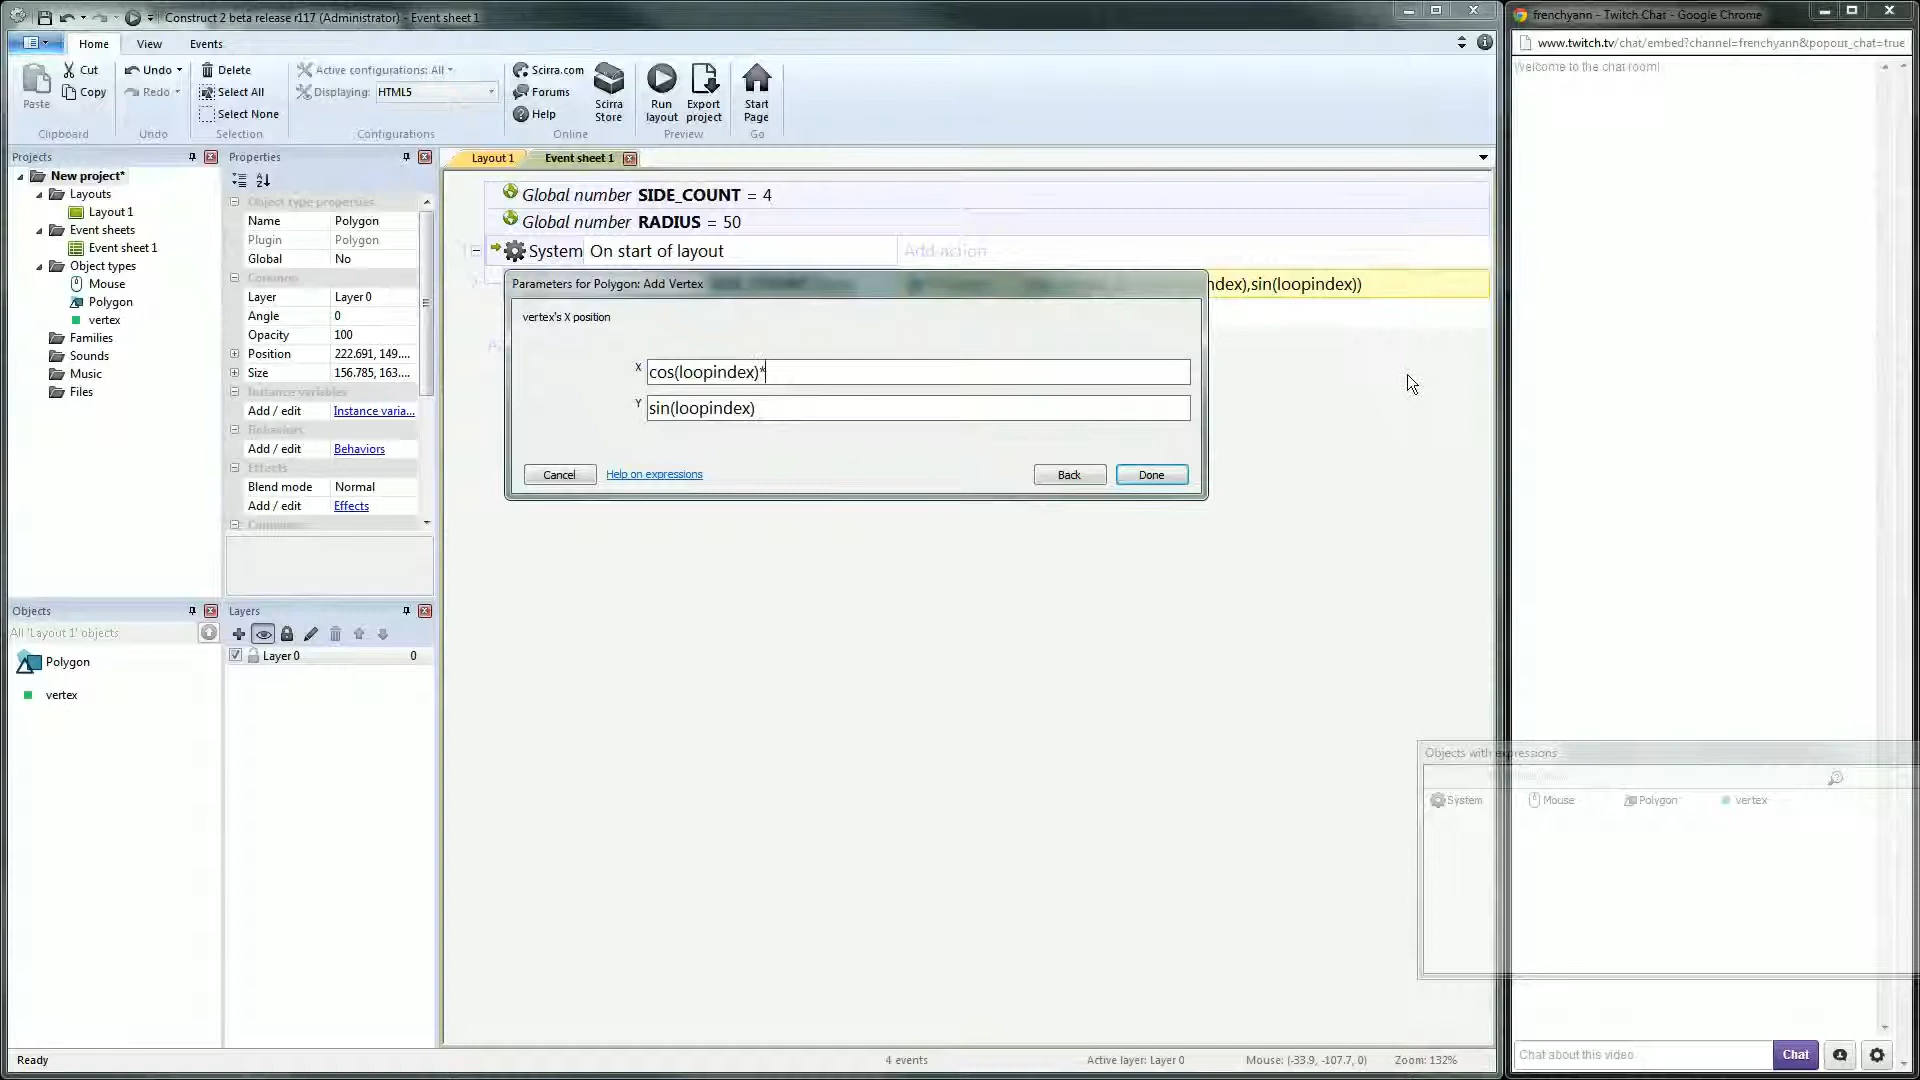 Construct 2 beta release r117 (Administrator) - Event sheet 1
Home View Events
Paste
Cut
Copy
Clipboard
Undo
Redo
Undo
Delete
Select All
Select None
Selection
Active configurations: All
Displaying: HTML5
Configurations
Scirra.com
Forums
Help
Scirra Store
Online
Run layout
Export project
Preview
Start Page
Go
Projects
New project*
Layouts
Layout 1
Event sheets
Event sheet 1
Object types
Mouse
Polygon
vertex
Families
Sounds
Music
Files
Properties
Object type properties
Name Polygon
Plugin Polygon
Global No
Common
Layer Layer 0
Angle 0
Opacity 100
Position 222.691, 149....
Size 156.785, 163....
Instance variables
Add / edit Instance varia...
Behaviors
Add / edit Behaviors
Effects
Blend mode Normal
Add / edit Effects
Layout 1 Event sheet 1
Global number SIDE_COUNT = 4
Global number RADIUS = 50
1 System On start of layout Add action
ndex),sin(loopindex))
Parameters for Polygon: Add Vertex
vertex's X position
X cos(loopindex)*
Y sin(loopindex)
Cancel Help on expressions Back Done
Objects
All 'Layout 1' objects
Polygon
vertex
Layers
Layer 0 0
Objects with expressions
System Mouse Polygon vertex
Ready 4 events Active layer: Layer 0 Mouse: (-33.9, -107.7, 0) Zoom: 132%
frenchyann - Twitch Chat - Google Chrome
www.twitch.tv/chat/embed?channel=frenchyann&popout_chat=true
Welcome to the chat room!
Chat about this video Chat